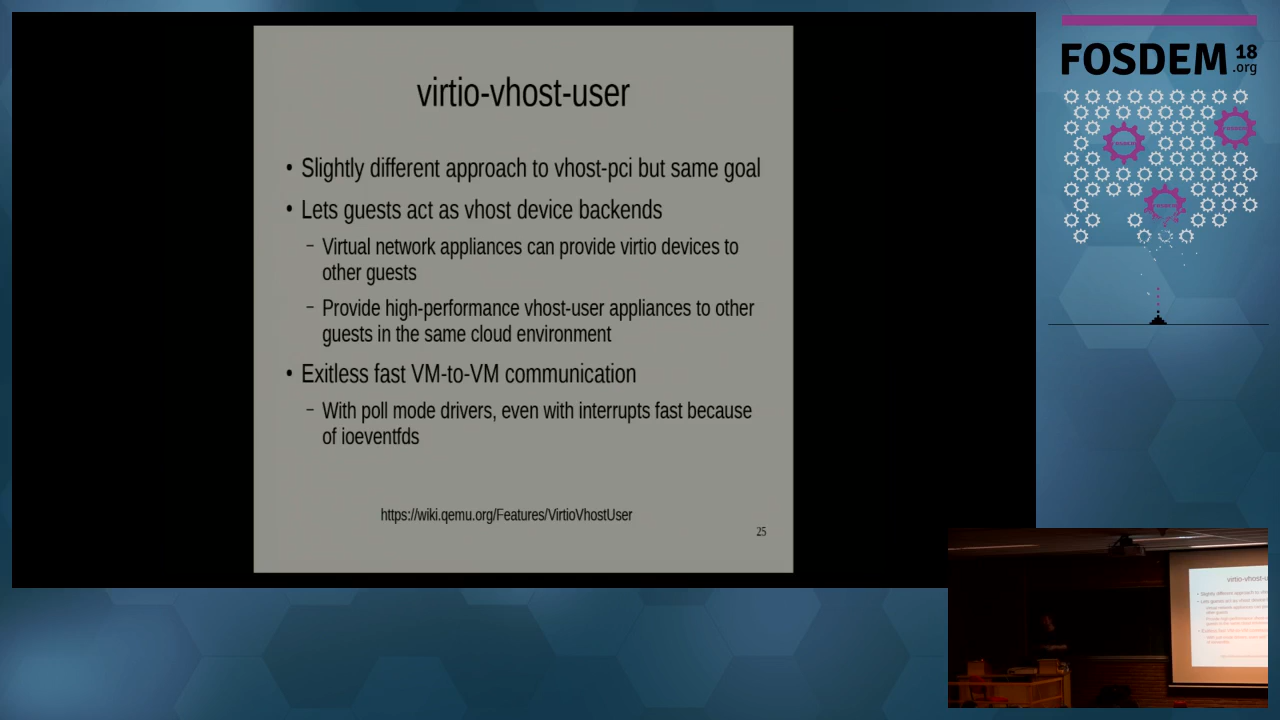 virtio-vhost-user
• Slightly different approach to vhost-pci but same goal
• Lets guests act as vhost device backends
– Virtual network appliances can provide virtio devices to
other guests
– Provide high-performance vhost-user appliances to other
guests in the same cloud environment
• Exitless fast VM-to-VM communication
– With poll mode drivers, even with interrupts fast because
of ioeventfds
https://wiki.qemu.org/Features/VirtioVhostUser
25
FOSDEM 18
.org
virtio-vhost-u